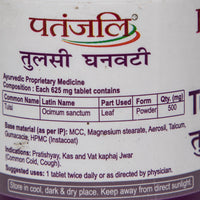 पतंजलि
तुलसी घनवटी
Ayurvedic Proprietary Medicine
Composition : Each 625 mg tablet contains
Common Name Latin Name Part Used Form Qty.(mg)
Tulsi Ocimum sanctum Leaf Powder 500
Base material (as per IP): MCC, Magnesium stearate, Aerosil, Talcum,
Gumacacia, HPMC (Instacoat)
Indications: Pratishyay, Kas and Vat kaphaj Jwar
(Common Cold, Cough).
Store in cool, dark & dry place. Keep away from direct sunlight.
SUGGESTED USE: 1 tablet twice daily or as directed by physician.